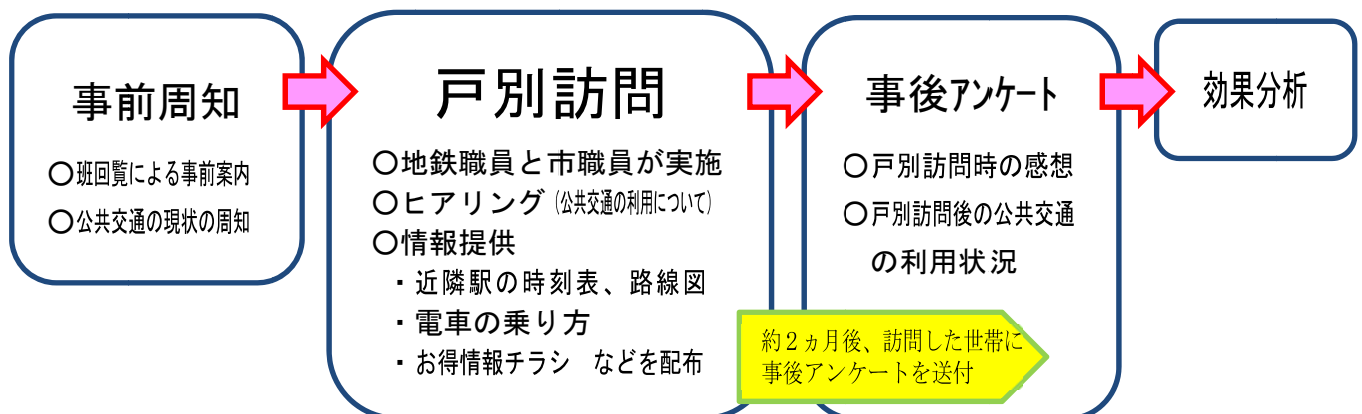 事前周知
○班回覧による事前案内
○公共交通の現状の周知
戸別訪問
○地鉄職員と市職員が実施
○ヒアリング（公共交通の利用について）
○情報提供
・近隣駅の時刻表、路線図
・電車の乗り方
・お得情報チラシ　などを配布
事後アンケート
○戸別訪問時の感想
○戸別訪問後の公共交通
の利用状況
約２ヵ月後、訪問した世帯に
事後アンケートを送付
効果分析